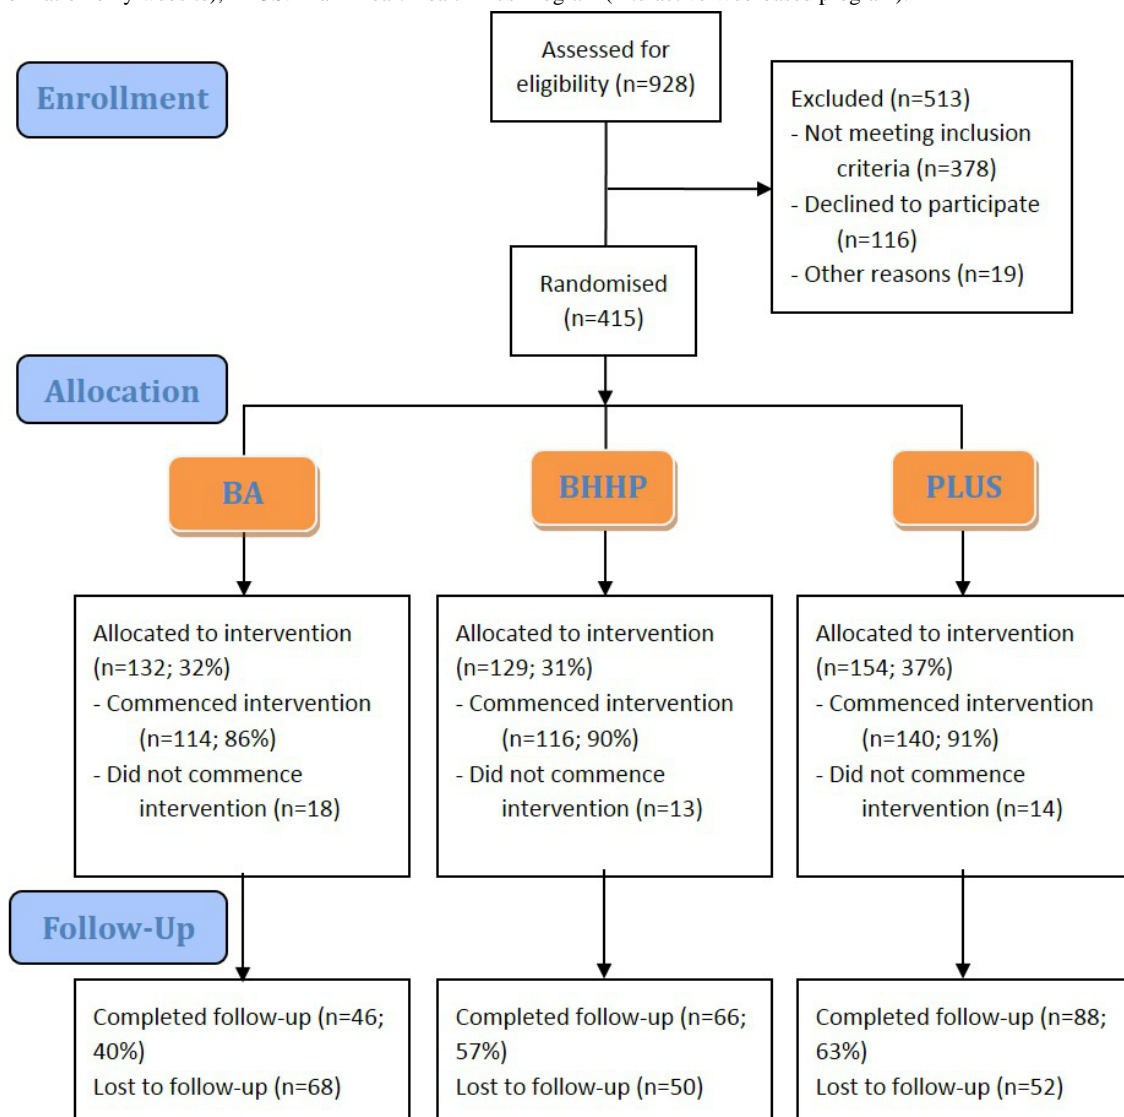 Assessed for
eligibility (n=928)
Enrollment
Excluded (n=513)
- Not meeting inclusion
criteria (n=378)
- Declined to participate
(n=116)
- Other reasons (n=19)
Randomised
(n=415)
Allocation
BA
BHHP
PLUS
Allocated to intervention
(n=132; 32%)
- Commenced intervention
(n=114; 86%)
- Did not commence
intervention (n=18)
Allocated to intervention
(n=129; 31%)
- Commenced intervention
(n=116; 90%)
- Did not commence
intervention (n=13)
Allocated to intervention
(n=154; 37%)
- Commenced intervention
(n=140; 91%)
- Did not commence
intervention (n=14)
Follow-Up
Completed follow-up (n=46;
40%)
Lost to follow-up (n=68)
Completed follow-up (n=66;
57%)
Lost to follow-up (n=50)
Completed follow-up (n=88;
63%)
Lost to follow-up (n=52)